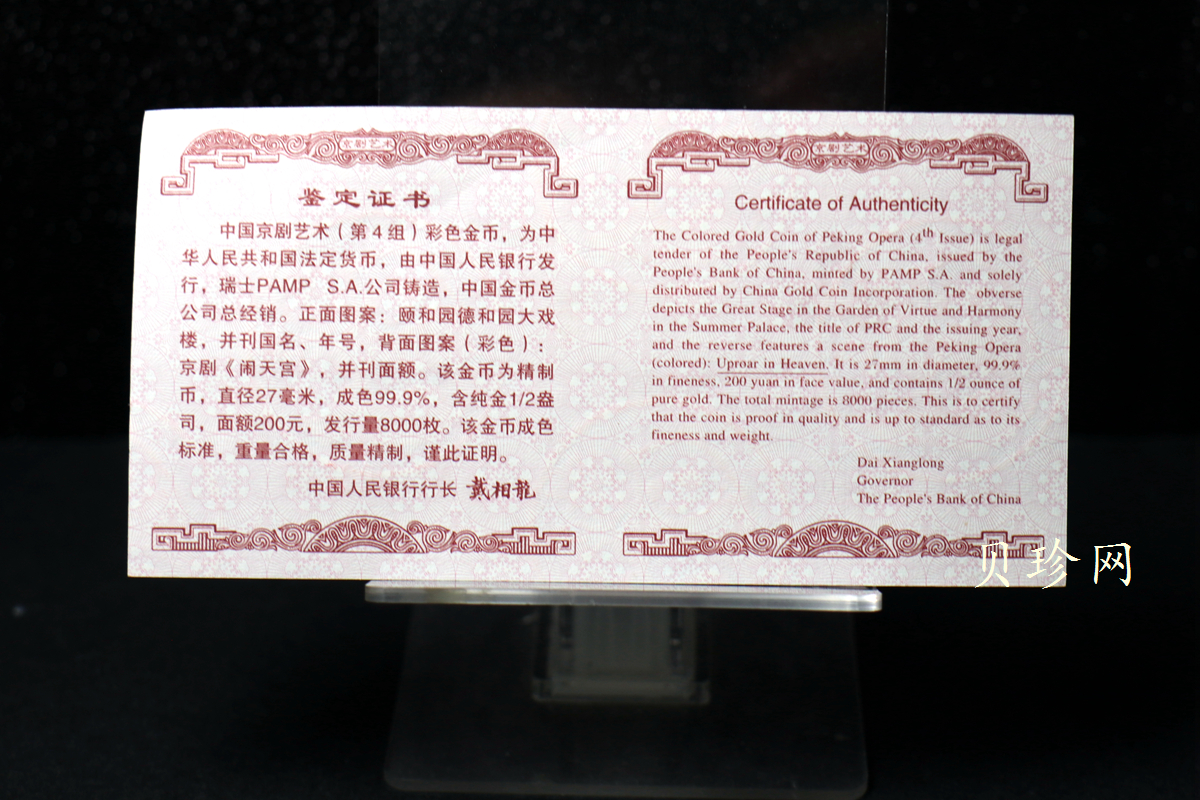 京剧艺术
鉴定证书
中国京剧艺术（第4组）彩色金币，为中
华人民共和国法定货币，由中国人民银行发
行，瑞士PAMP S.A.公司铸造，中国金币总
公司总经销。正面图案：颐和园德和园大戏
楼，并刊国名、年号，背面图案（彩色）：
京剧《闹天宫》，并刊面额。该金币为精制
币，直径27毫米，成色99.9%，含纯金1/2盎
司，面额200元，发行量8000枚。该金币成色
标准，重量合格，质量精制，谨此证明。
中国人民银行行长 戴相龍
京剧艺术
Certificate of Authenticity
The Colored Gold Coin of Peking Opera (4th Issue) is legal
tender of the People's Republic of China, issued by the
People's Bank of China, minted by PAMP S.A. and solely
distributed by China Gold Coin Incorporation. The obverse
depicts the Great Stage in the Garden of Virtue and Harmony
in the Summer Palace, the title of PRC and the issuing year,
and the reverse features a scene from the Peking Opera
(colored): Uproar in Heaven. It is 27mm in diameter, 99.9%
in fineness, 200 yuan in face value, and contains 1/2 ounce of
pure gold. The total mintage is 8000 pieces. This is to certify
that the coin is proof in quality and is up to standard as to its
fineness and weight.
Dai Xianglong
Governor
The People's Bank of China
贝珍网